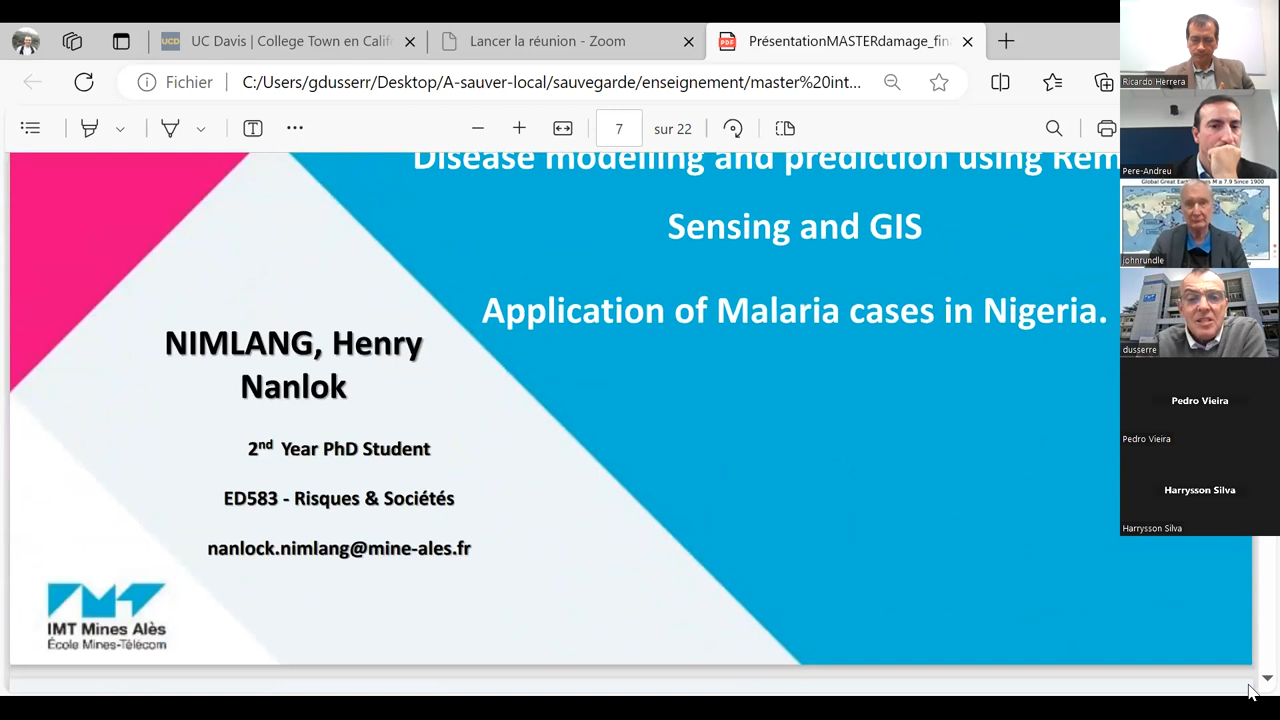 UC Davis | College Town en Calif
Lancer la réunion - Zoom
PrésentationMASTERdamage_fin
Fichier
C:/Users/gdusserr/Desktop/A-sauver-local/sauvegarde/enseignement/master%20int...
7
sur 22
Disease modelling and prediction using Rem
Sensing and GIS
Application of Malaria cases in Nigeria.
NIMLANG, Henry
Nanlok
2nd Year PhD Student
ED583 - Risques & Sociétés
nanlock.nimlang@mine-ales.fr
IMT Mines Alès
École Mines-Télécom
Ricardo Herrera
Pere-Andreu
johnrundle
dusserre
Pedro Vieira
Pedro Vieira
Harrysson Silva
Harrysson Silva